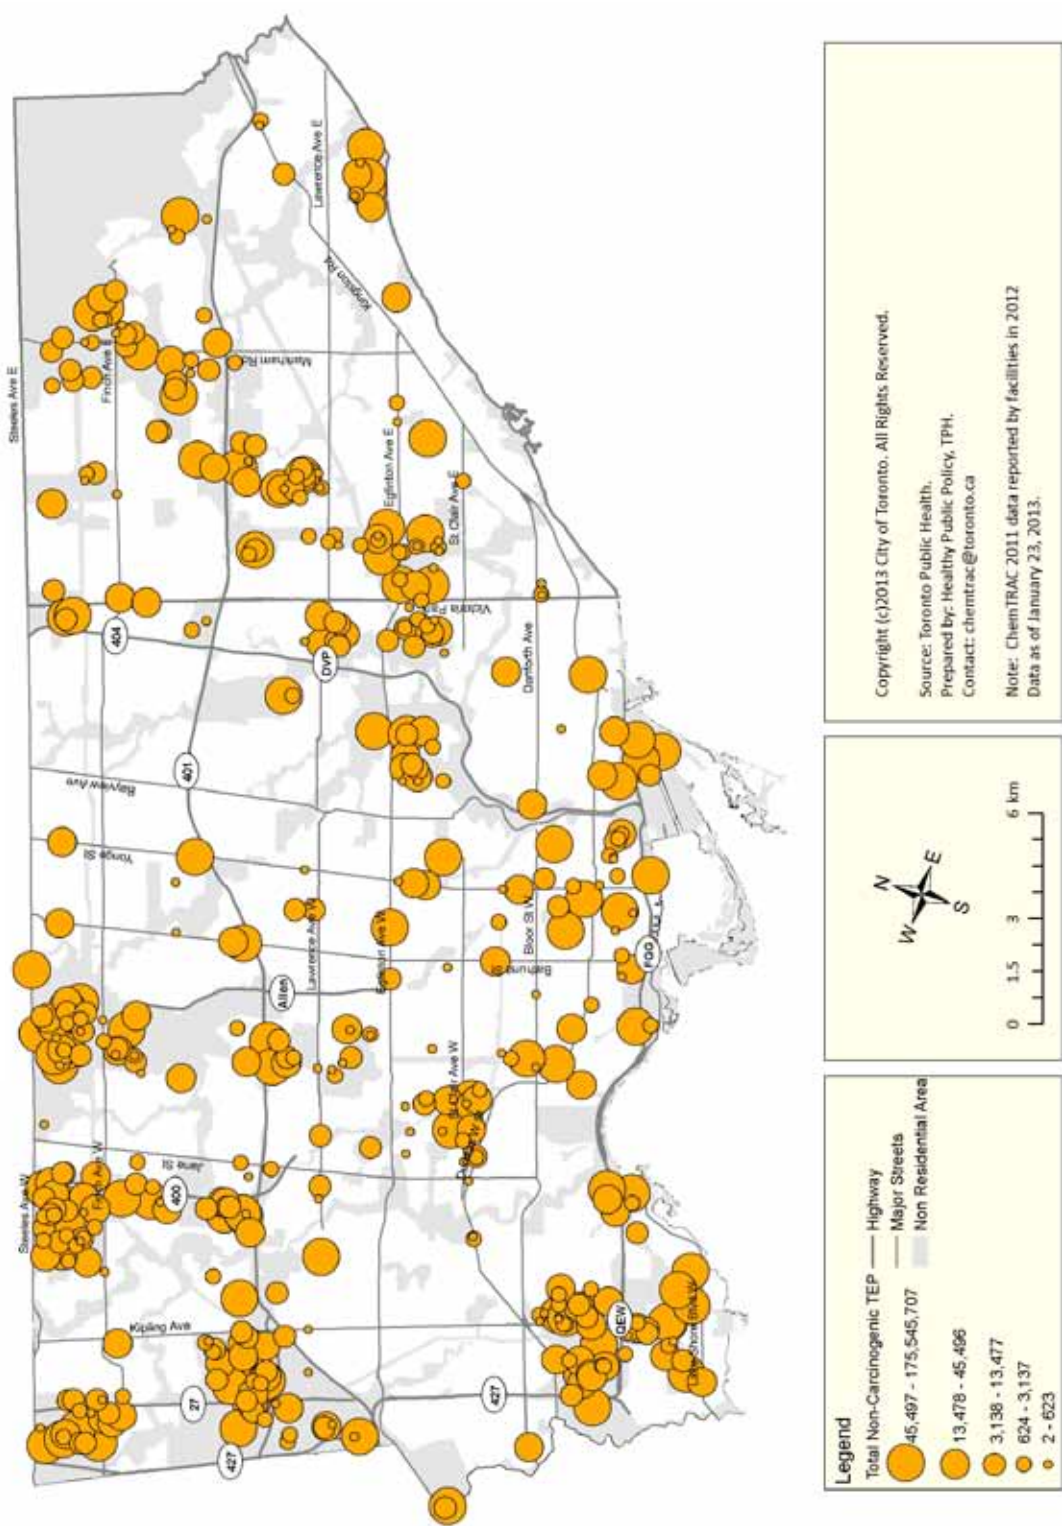 Steeles Ave E
Steeles Ave W
Finch Ave E
Finch Ave W
Lawrence Ave E
Lawrence Ave W
Kingston Rd
Markham Rd
Eglinton Ave E
Eglinton Ave W
St. Clair Ave E
Clair Ave W
Victoria Pa
Danforth Ave
Bloor St W
Bayview Ave
Yonge St
Bathurst St
Jane St
Kipling Ave
404
DVP
401
Allen
400
27
427
427
QEW
Legend
Total Non-Carcinogenic TEP
45,497 - 175,545,707
13,478 - 45,496
3,138 - 13,477
624 - 3,137
2 - 623
Highway
Major Streets
Non Residential Area
N
E
S
W
0 1.5 3 6 km
Copyright (c)2013 City of Toronto. All Rights Reserved.
Source: Toronto Public Health.
Prepared by: Healthy Public Policy, TPH.
Contact: chemtrac@toronto.ca
Note: ChemTRAC 2011 data reported by facilities in 2012
Data as of January 23, 2013.